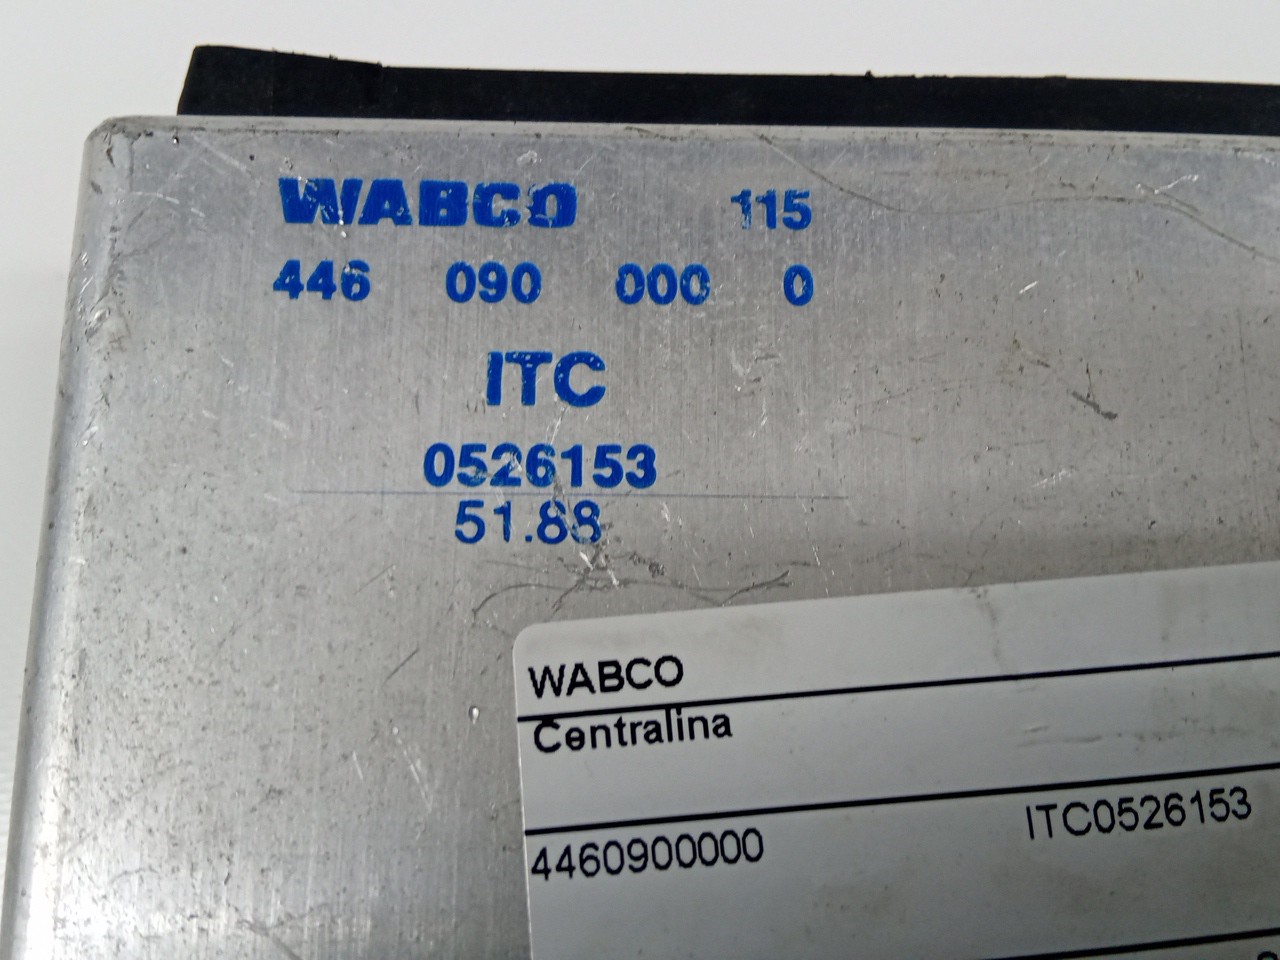 WABCO 115
446 090 000 0
ITC
0526153
51.88
WABCO
Centralina
4460900000 ITC0526153